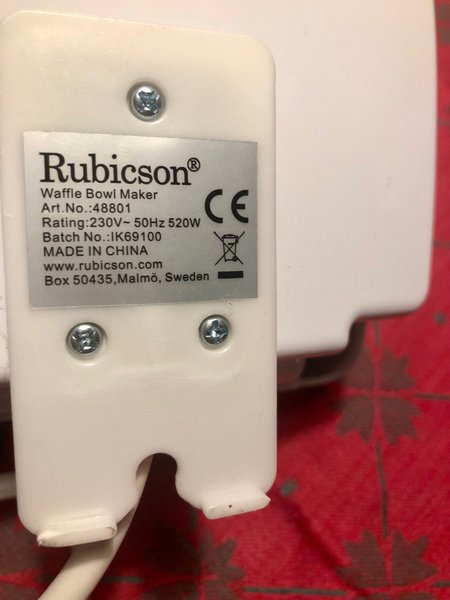 Rubicson®
Waffle Bowl Maker
Art.No.:48801
Rating:230V~ 50Hz 520W
Batch No.:IK69100
MADE IN CHINA
www.rubicson.com
Box 50435,Malmö, Sweden
CE